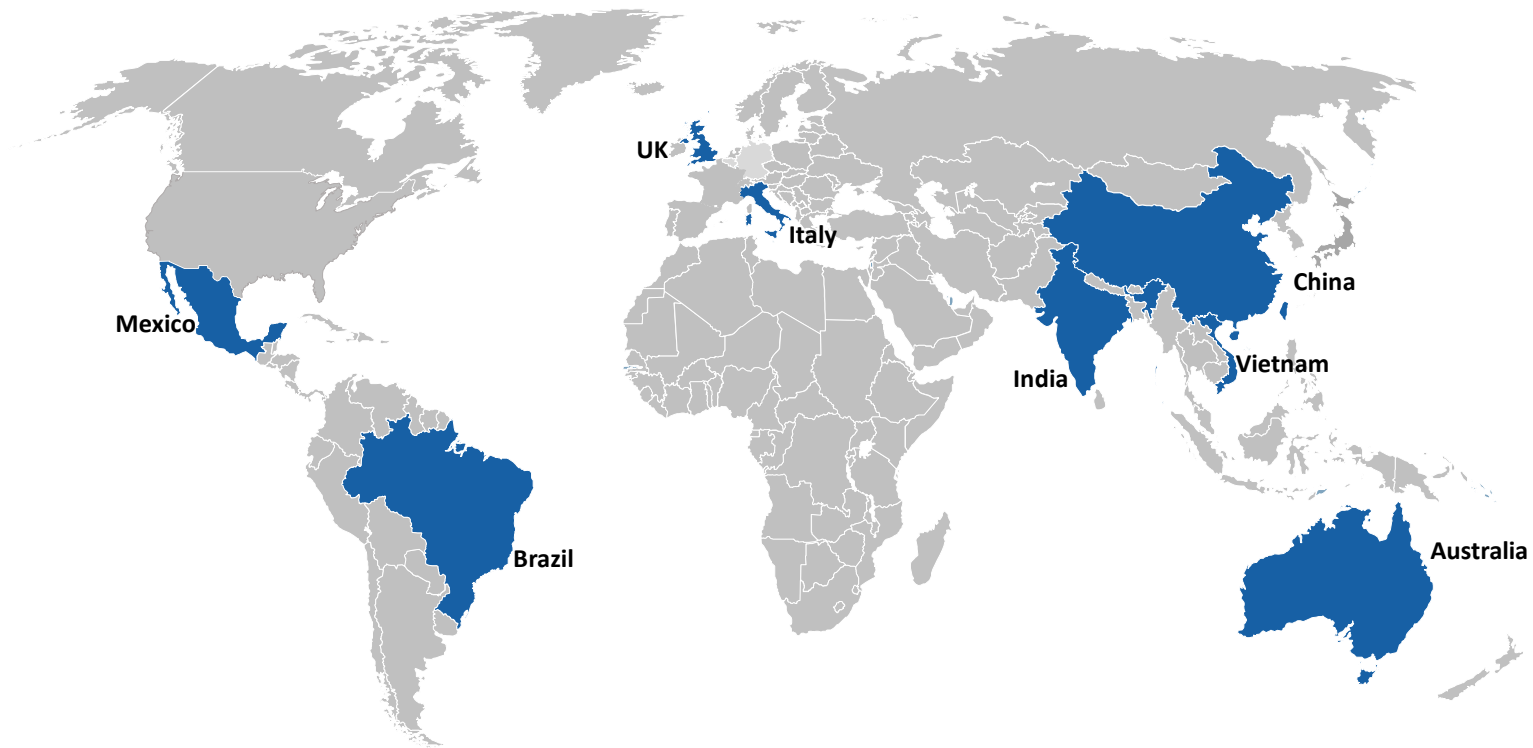 UK
Italy
China
Mexico
Vietnam
India
Australia
Brazil